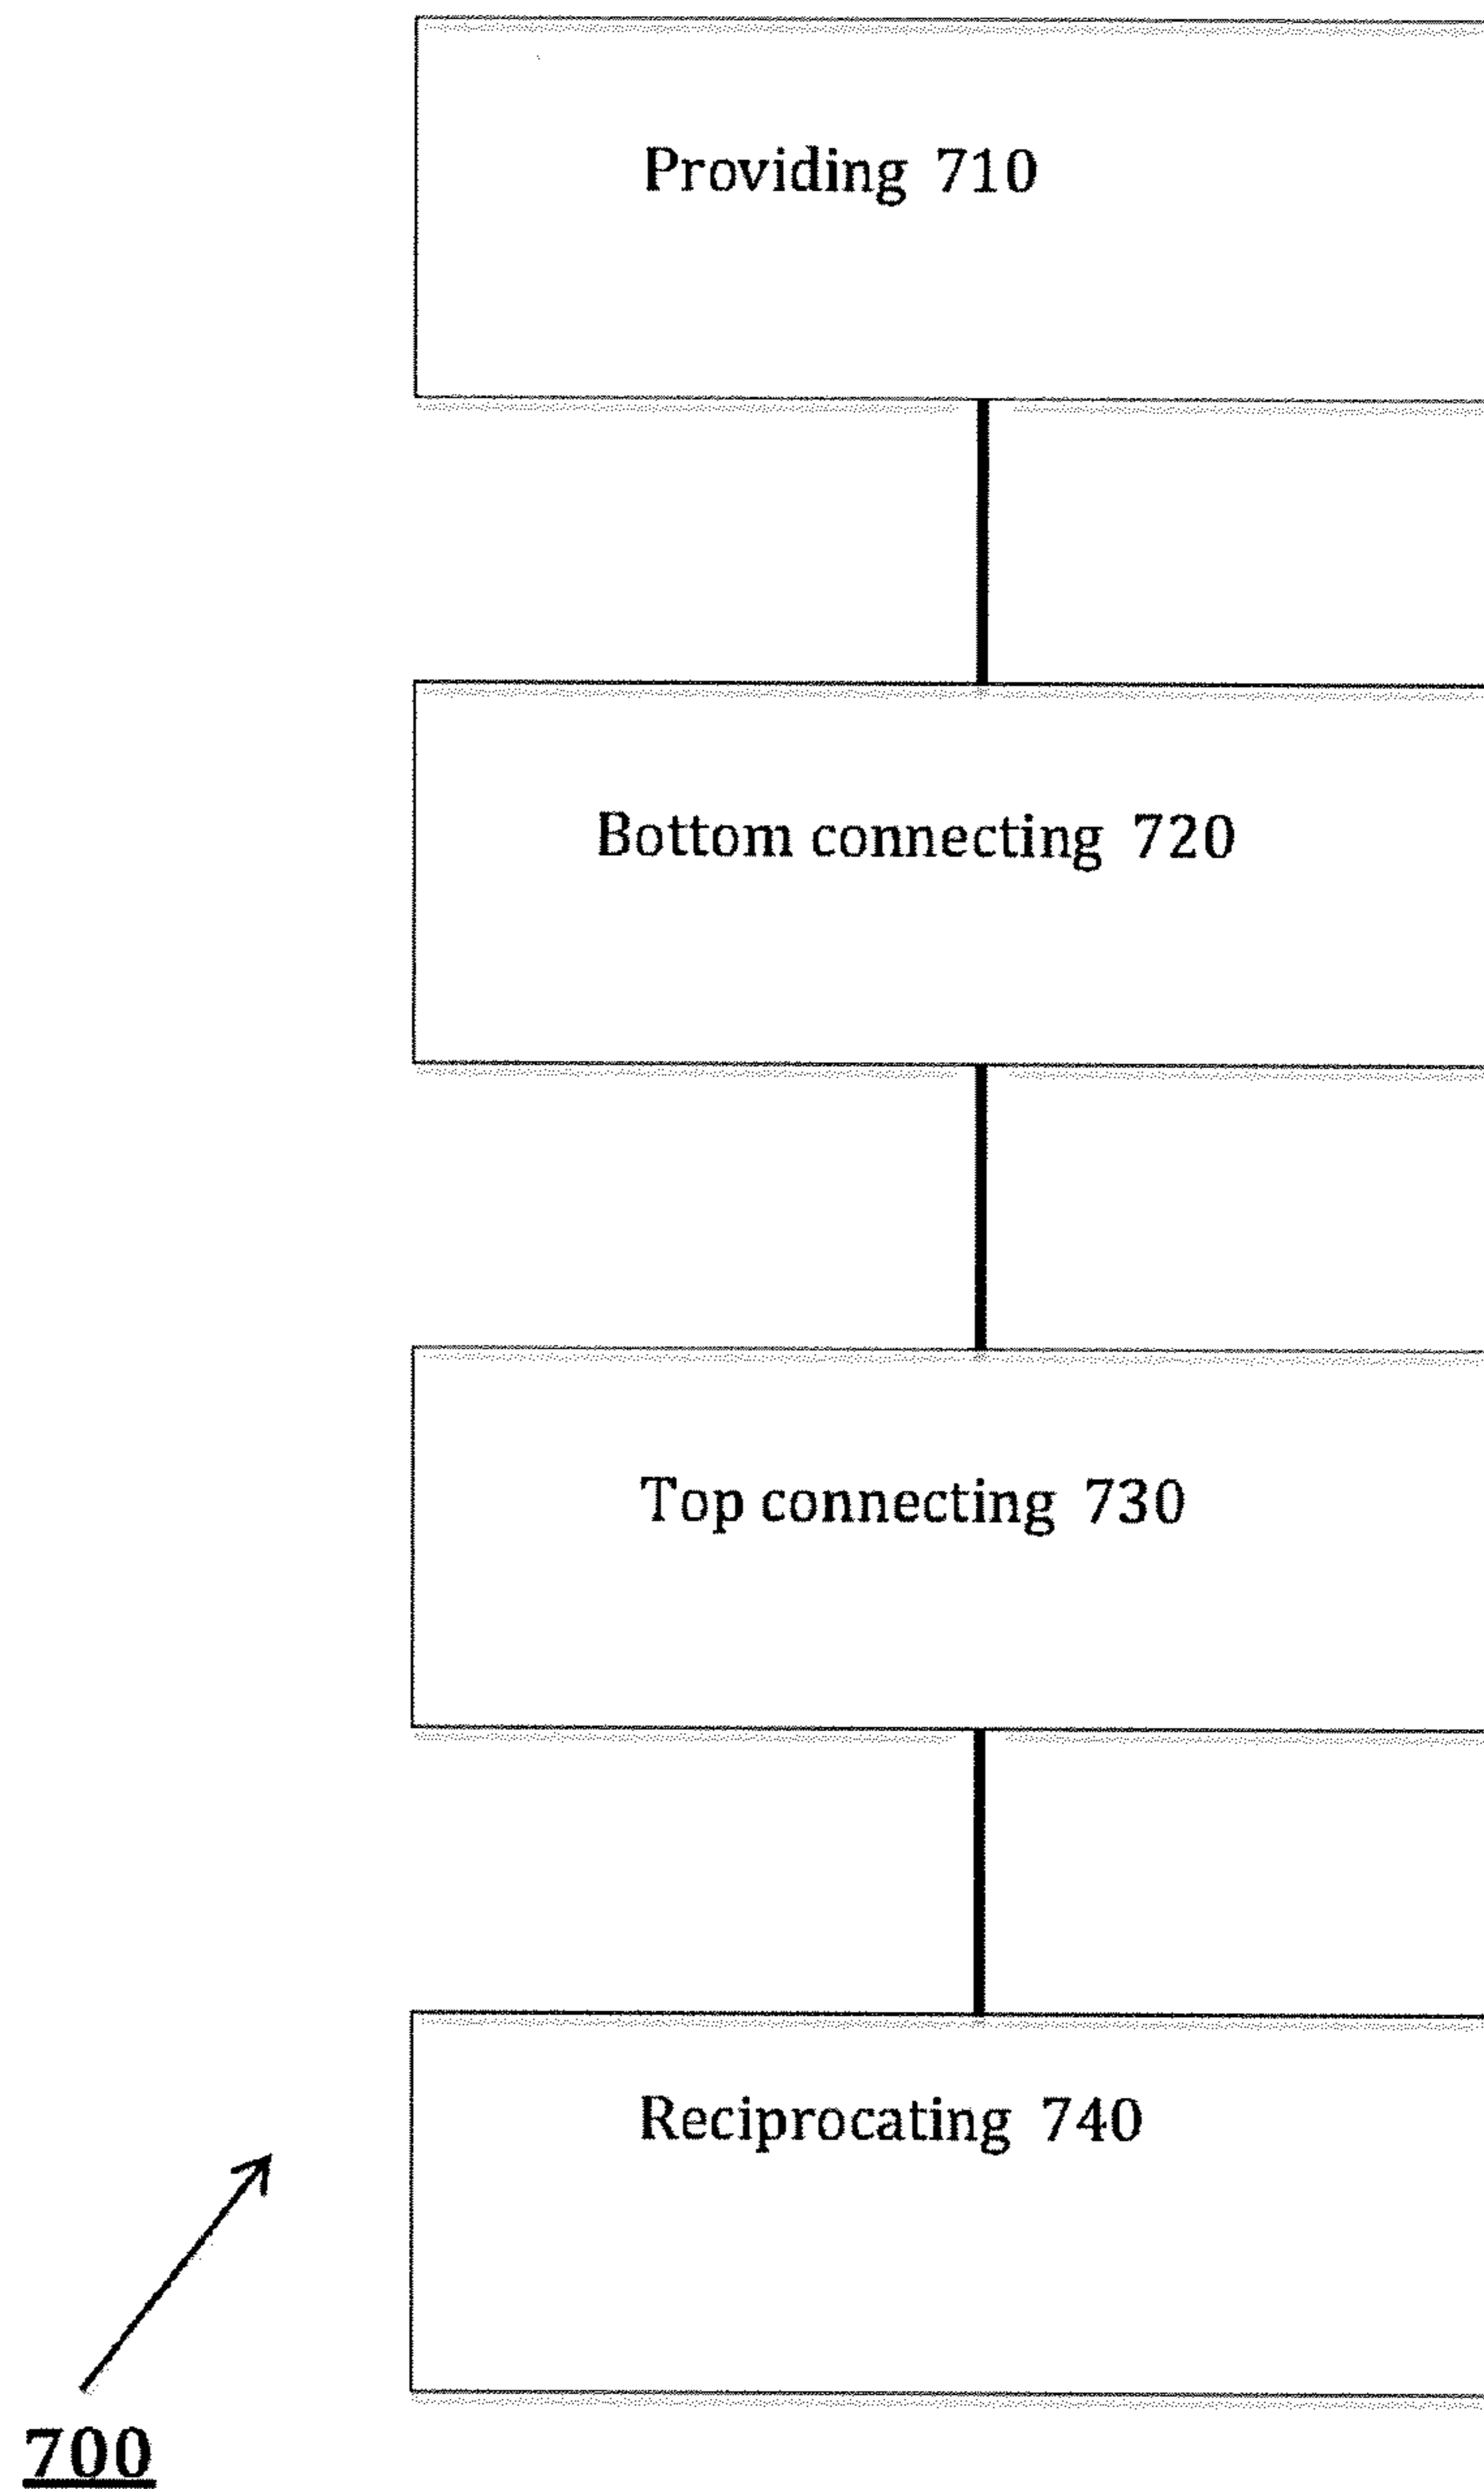 Providing 710
Bottom connecting 720
Top connecting 730
Reciprocating 740
700